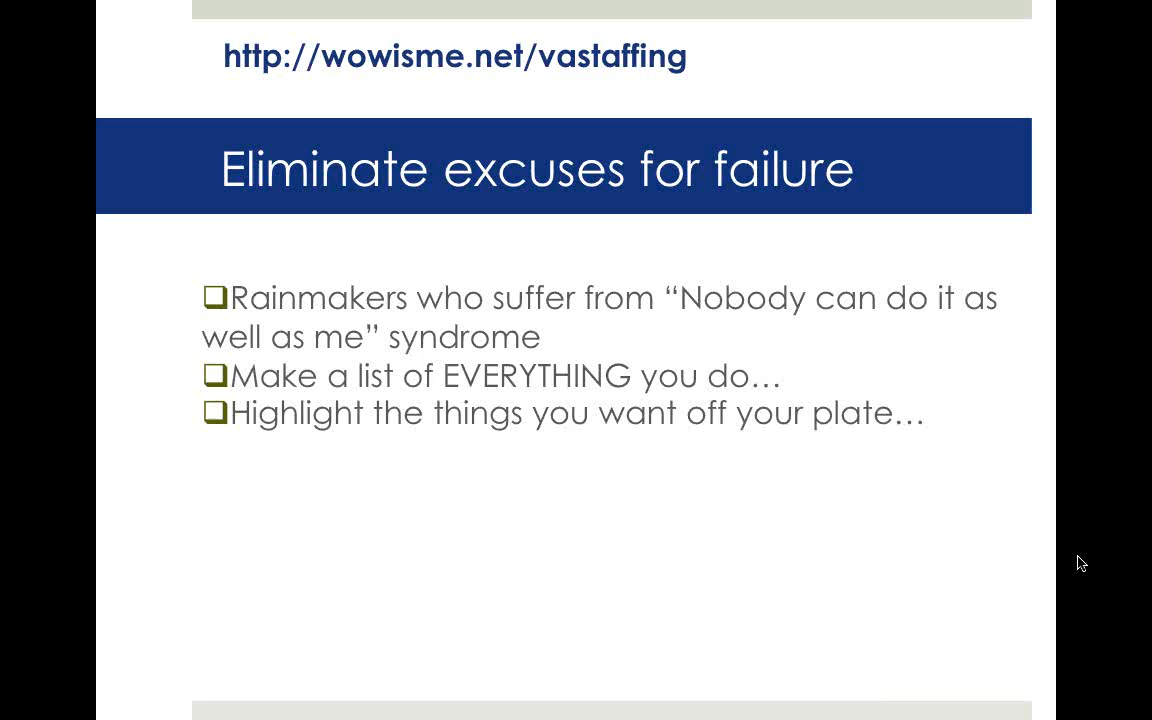 http://wowisme.net/vastaffing
Eliminate excuses for failure
❑Rainmakers who suffer from “Nobody can do it as
well as me” syndrome
❑Make a list of EVERYTHING you do…
❑Highlight the things you want off your plate…